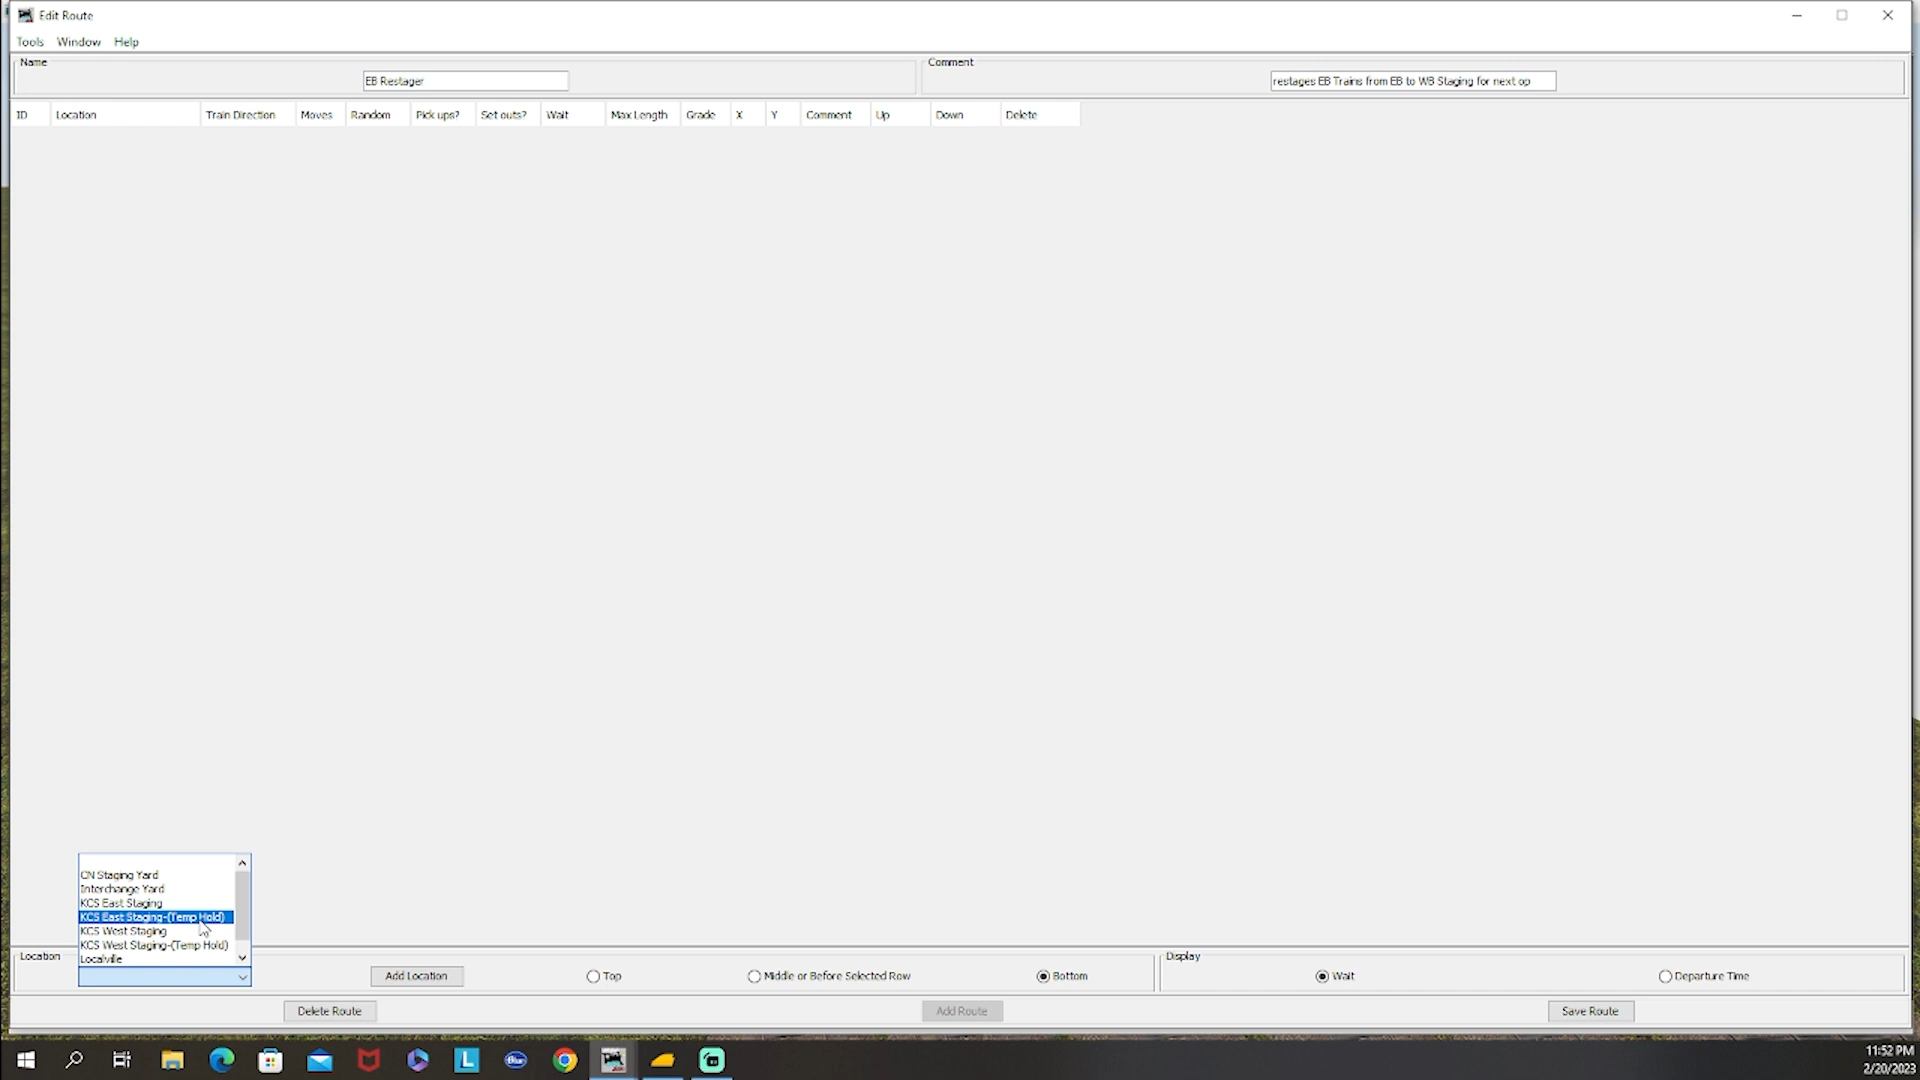 Edit Route
Tools Window Help
Name
Comment
EB Restager
restages EB Trains from EB to WB Staging for next op
ID Location Train Direction Moves Random Pick ups? Set outs? Wait Max Length Grade X Y Comment Up Down Delete
CN Staging Yard
Interchange Yard
KCS East Staging
KCS East Staging-(Temp Hold)
KCS West Staging
KCS West Staging-(Temp Hold)
Localville
Location
Display
Add Location Top Middle or Before Selected Row Bottom Wait Departure Time
Delete Route Add Route Save Route
L
Blue
11:52 PM
2/20/2023